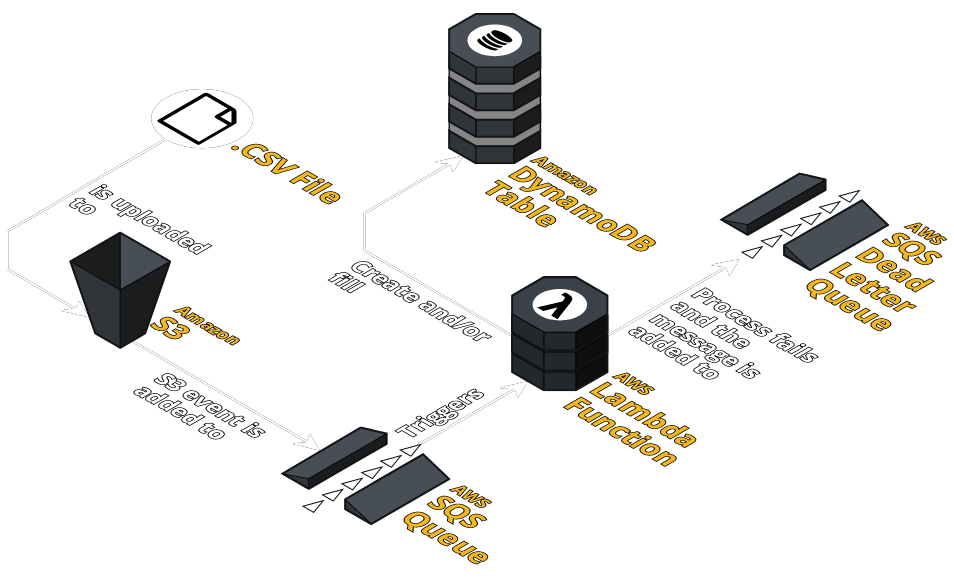 .CSV File
is uploaded
to
Amazon
S3
S3 event is
added to
AWS
SQS
Queue
Triggers
AWS
Lambda
Function
Create and/or
fill
Amazon
DynamoDB
Table
Process fails
and the
message is
added to
AWS
SQS
Dead
Letter
Queue